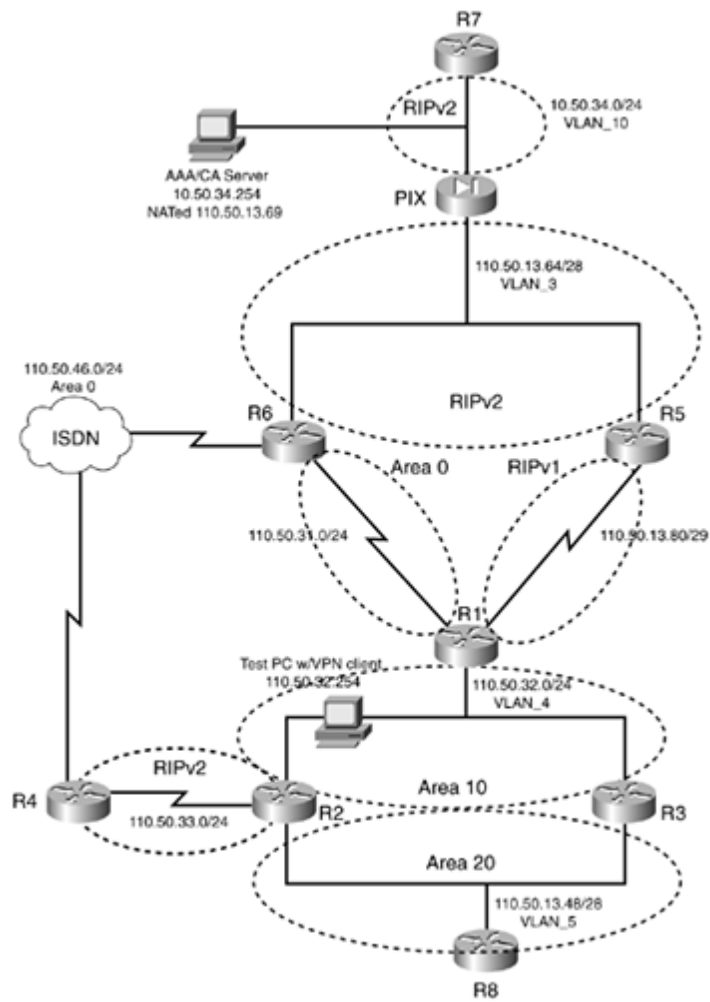 R7
RIPv2
10.50.34.0/24
VLAN_10
AAA/CA Server
10.50.34.254
NATed 110.50.13.69
PIX
110.50.13.64/28
VLAN_3
110.50.46.0/24
Area 0
ISDN
R6
RIPv2
R5
Area 0
RIPv1
110.50.31.0/24
110.50.13.80/29
R1
Test PC w/VPN client
110.50.32.254
110.50.32.0/24
VLAN_4
RIPv2
R4
110.50.33.0/24
R2
Area 10
R3
Area 20
110.50.13.48/28
VLAN_5
R8